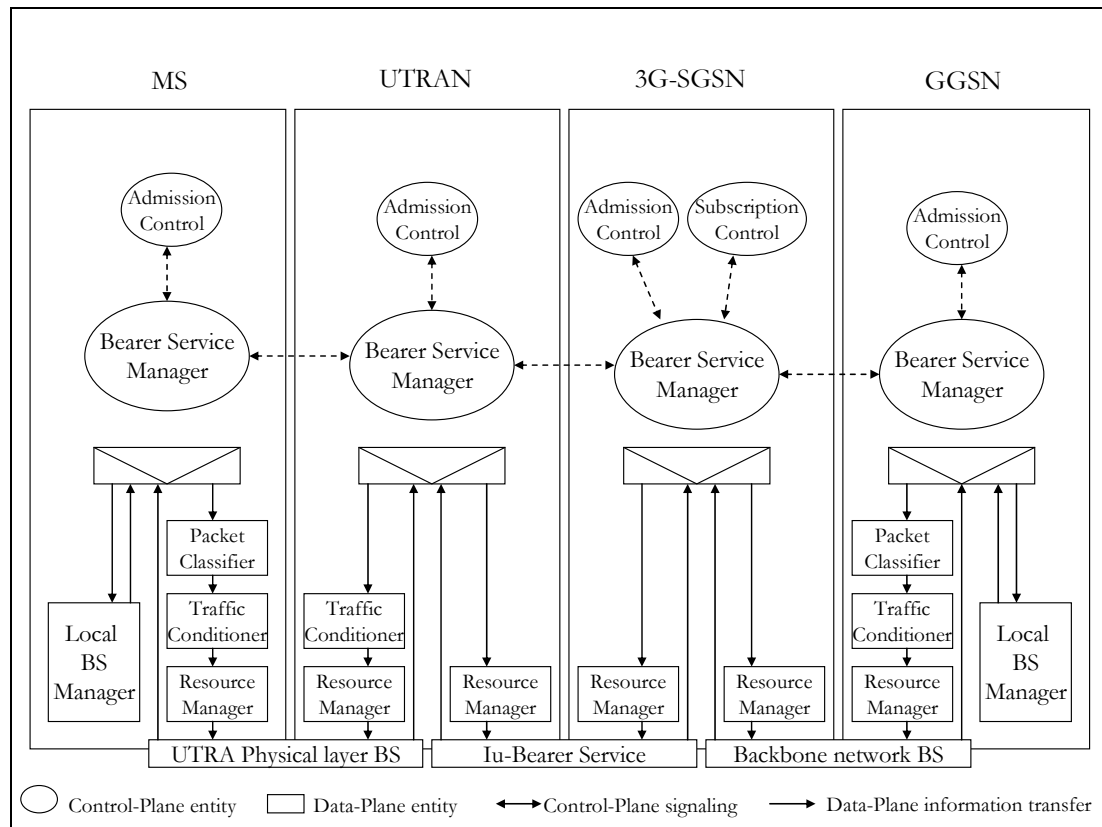 MS
UTRAN
3G-SGSN
GGSN
Admission
Control
Admission
Control
Admission
Control
Subscription
Control
Admission
Control
Bearer Service
Manager
Bearer Service
Manager
Bearer Service
Manager
Bearer Service
Manager
Packet
Classifier
Traffic
Conditioner
Resource
Manager
Local
BS
Manager
Traffic
Conditioner
Resource
Manager
Resource
Manager
Resource
Manager
Resource
Manager
Packet
Classifier
Traffic
Conditioner
Resource
Manager
Local
BS
Manager
UTRA Physical layer BS
Iu-Bearer Service
Backbone network BS
Control-Plane entity
Data-Plane entity
Control-Plane signaling
Data-Plane information transfer